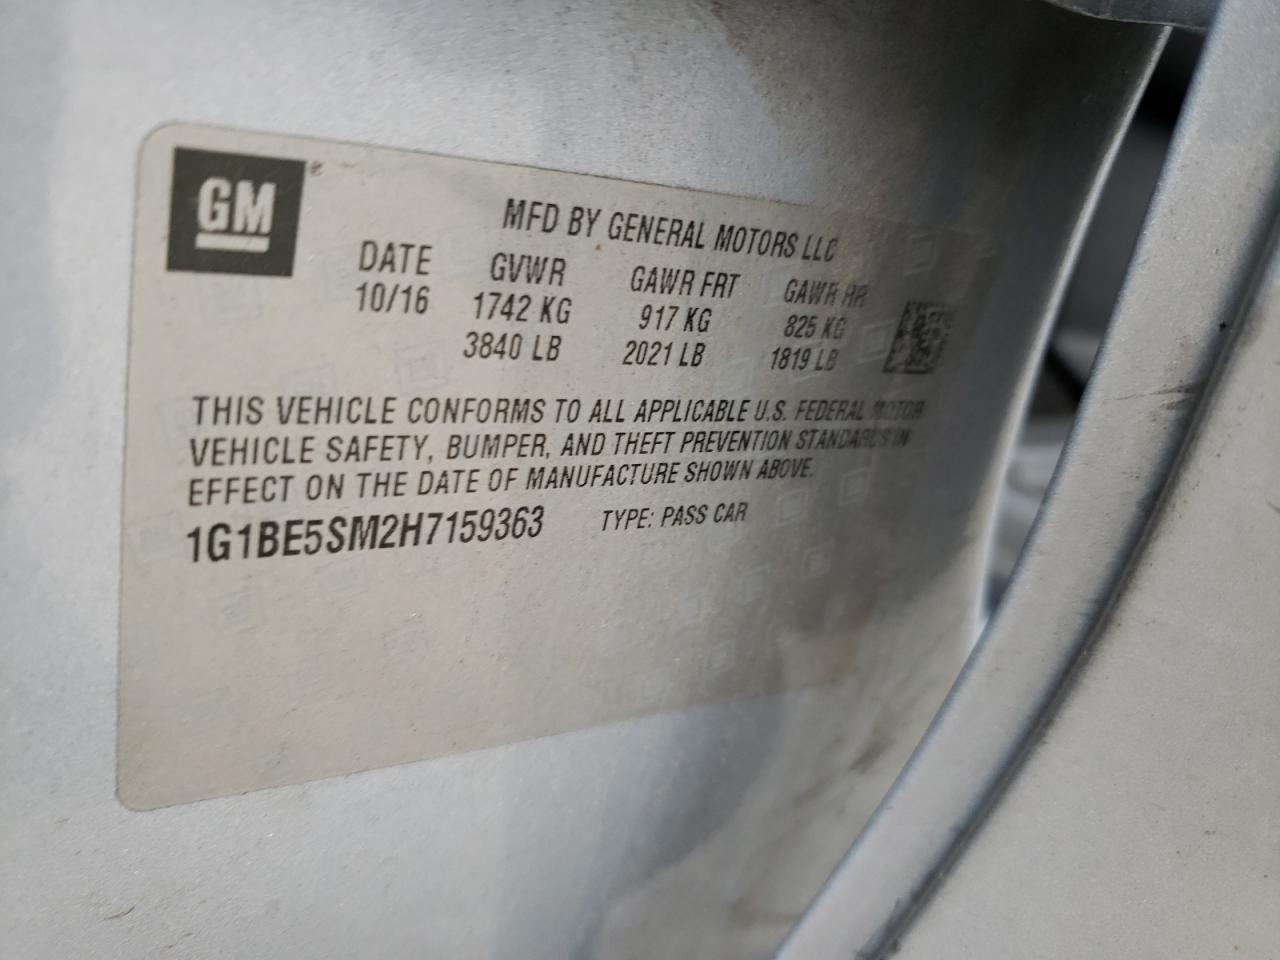 GM®
MFD BY GENERAL MOTORS LLC
DATE GVWR GAWR FRT GAWR RR
10/16 1742 KG 917 KG 825 KG
3840 LB 2021 LB 1819 LB
THIS VEHICLE CONFORMS TO ALL APPLICABLE U.S. FEDERAL MOTOR
VEHICLE SAFETY, BUMPER, AND THEFT PREVENTION STANDARDS IN
EFFECT ON THE DATE OF MANUFACTURE SHOWN ABOVE.
1G1BE5SM2H7159363 TYPE: PASS CAR